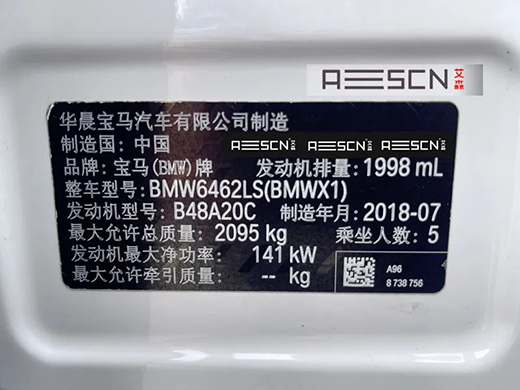 AESCN 艾森
华晨宝马汽车有限公司制造
制造国：中国 AESCN AESCN AESCN
品牌：宝马(BMW)牌 发动机排量：1998 mL
整车型号：BMW6462LS(BMWX1)
发动机型号：B48A20C 制造年月：2018-07
最大允许总质量：2095 kg 乘坐人数：5
发动机最大净功率： 141 kW
最大允许牵引质量： -- kg
A96
8 738 756